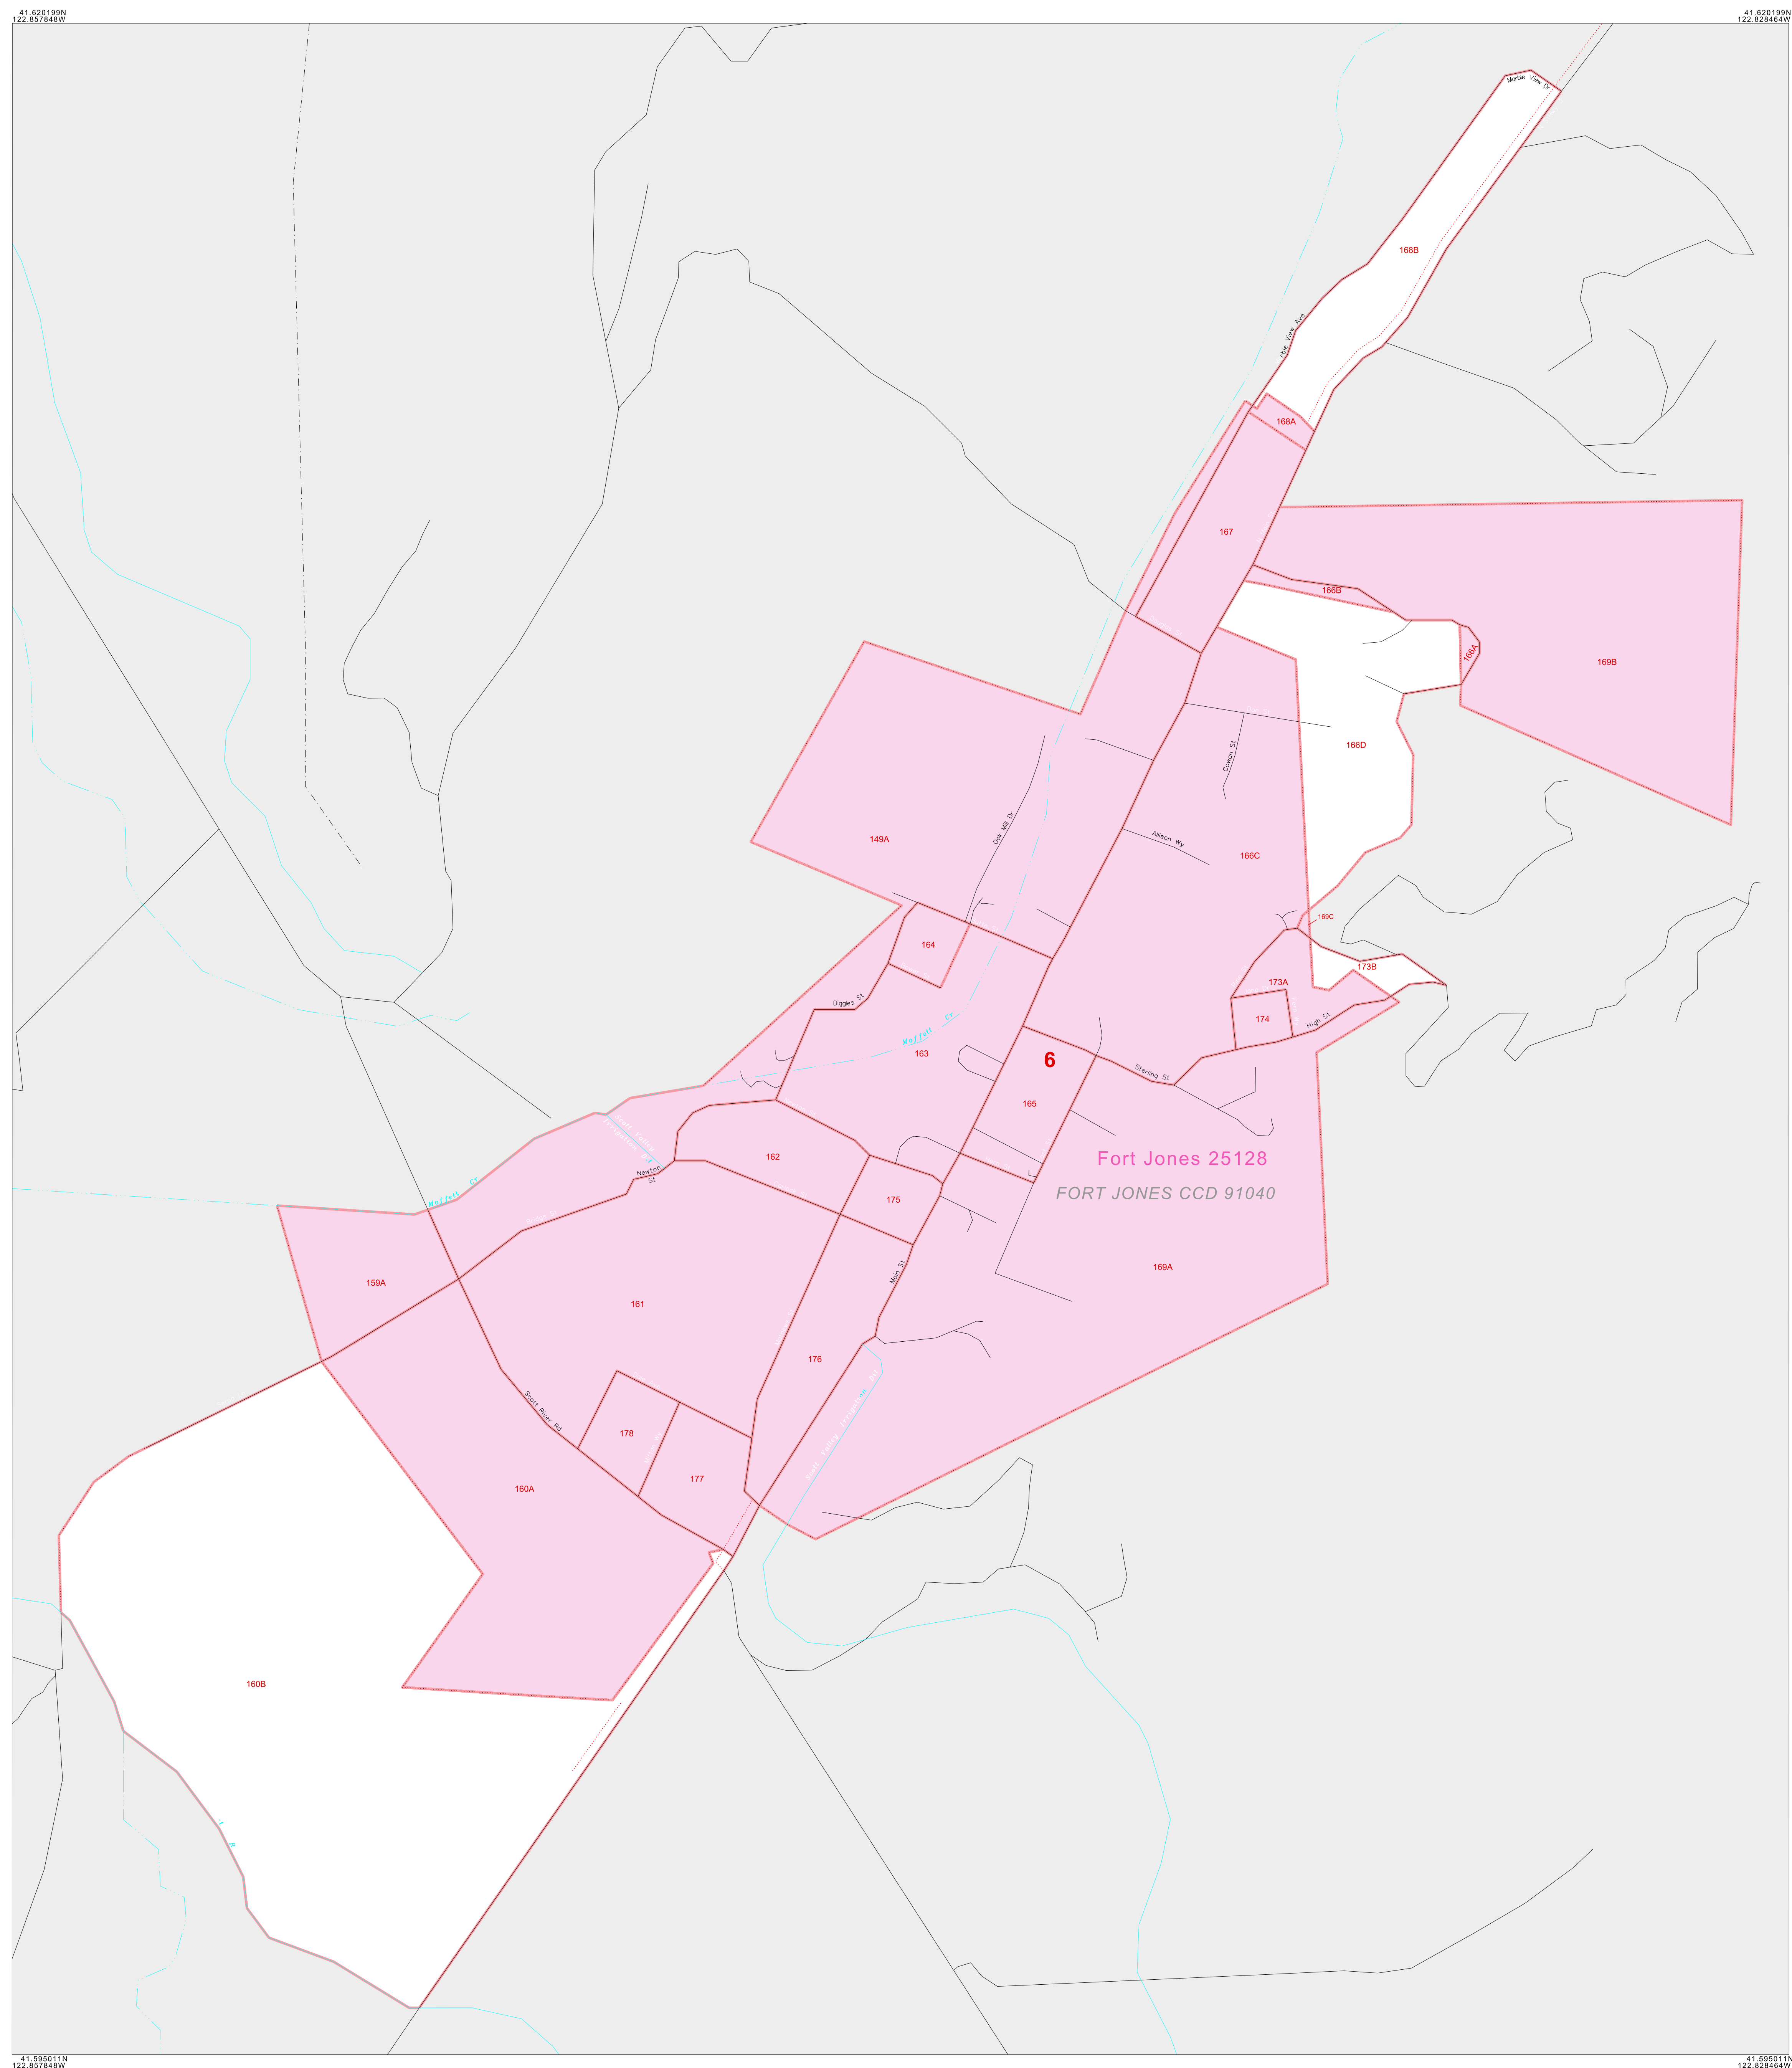 41.620199N
122.857848W
41.620199N
122.828464W
Marble View Dr
168B
rble View Ave
168A
167
166B
166A
169B
166D
Cowan St
Oak Mil Dr
Allison Wy
149A
166C
169C
164
173B
173A
Diggles St
174
High St
Moffett Cr
163
6
Sterling St
165
162
Newton
St
Fort Jones 25128
FORT JONES CCD 91040
Moffett Cr
175
169A
159A
Main St
161
176
Scott River Rd
178
177
160A
160B
41.595011N
122.857848W
41.595011N
122.828464W